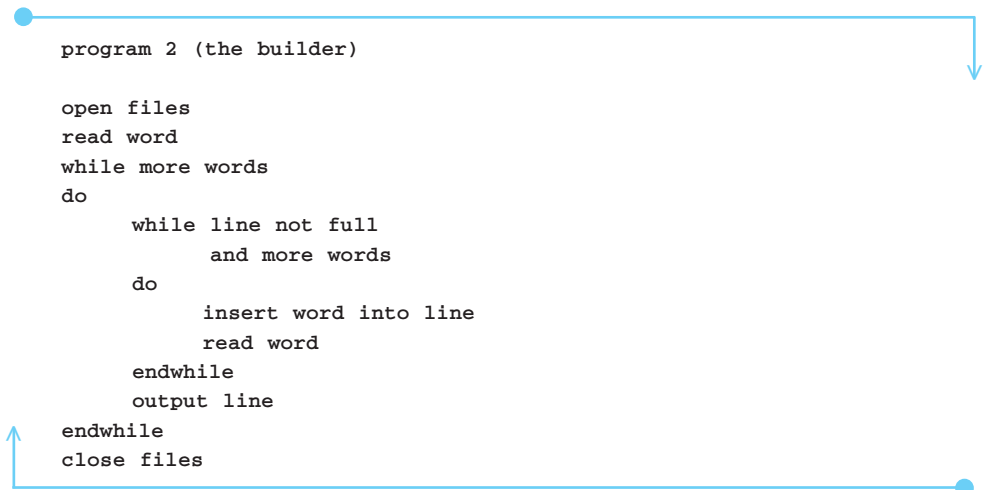 program 2 (the builder)
open files
read word
while more words
do
while line not full
and more words
do
insert word into line
read word
endwhile
output line
endwhile
close files